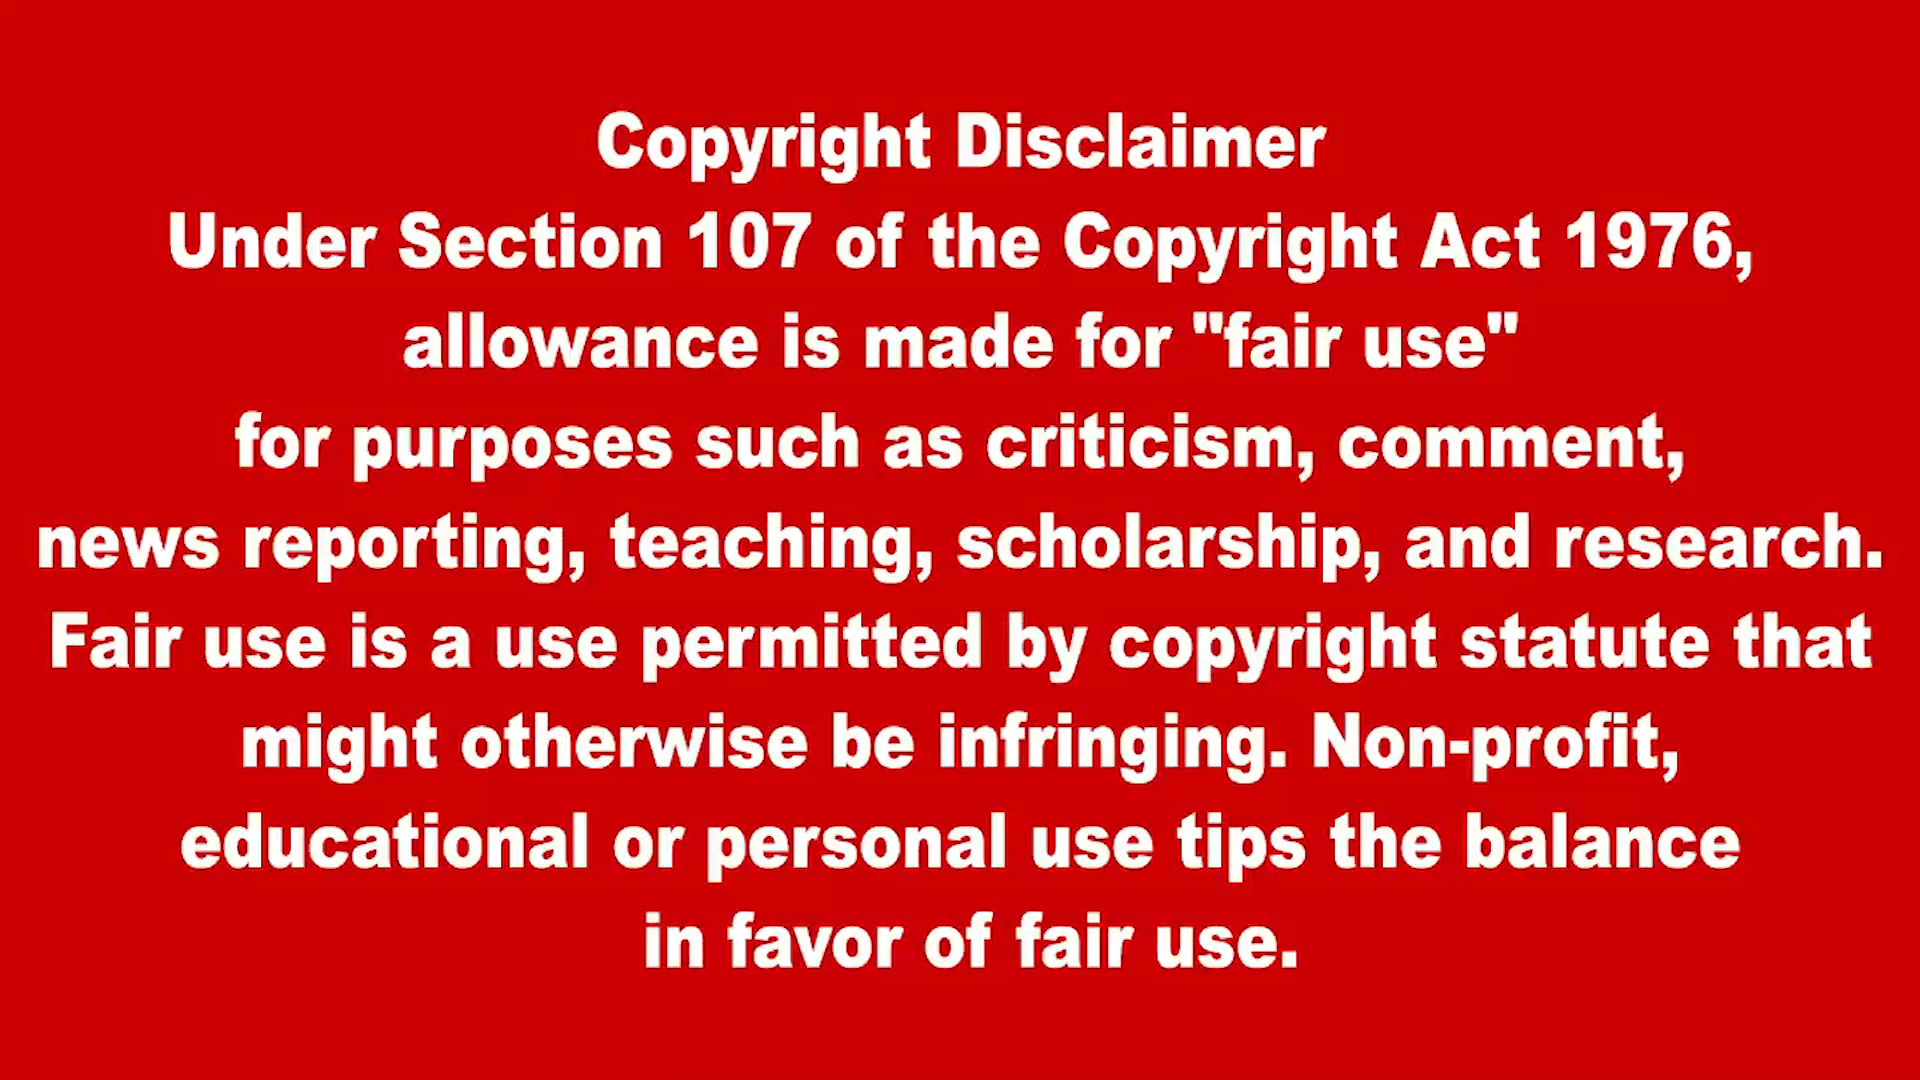 Copyright Disclaimer
Under Section 107 of the Copyright Act 1976,
allowance is made for "fair use"
for purposes such as criticism, comment,
news reporting, teaching, scholarship, and research.
Fair use is a use permitted by copyright statute that
might otherwise be infringing. Non-profit,
educational or personal use tips the balance
in favor of fair use.